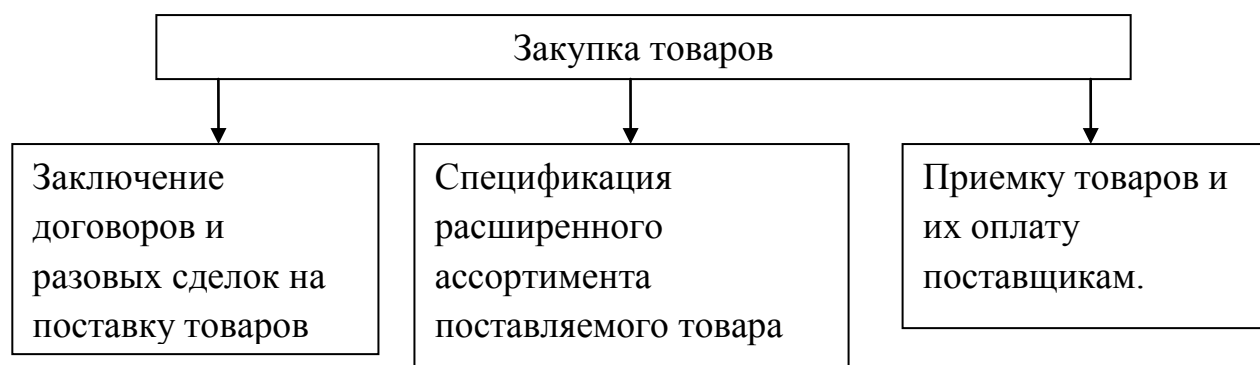 Закупка товаров
Заключение
договоров и
разовых сделок на
поставку товаров
Спецификация
расширенного
ассортимента
поставляемого товара
Приемку товаров и
их оплату
поставщикам.